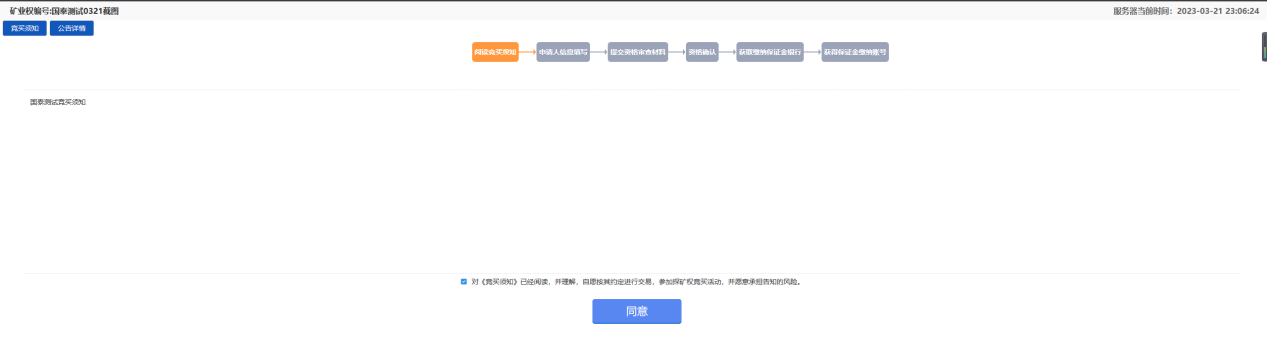 矿业权编号:国泰测试0321截图 服务器当前时间：2023-03-21 23:06:24
竞买须知 公告详情
阅读竞买须知 申请人信息填写 提交资格审查材料 资格确认 获取缴纳保证金银行 获得保证金缴纳账号
国泰测试竞买须知
对《竞买须知》已经阅读，并理解，自愿按其约定进行交易，参加探矿权竞买活动，并愿意承担告知的风险。
同意